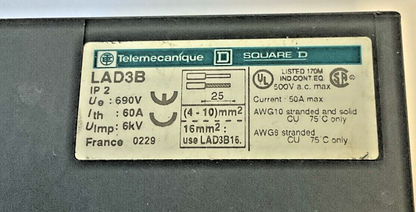 Telemecanique D SQUARE D
LAD3B
IP 2
Ue : 690V
Ith : 60A
Uimp : 6kV
France 0229
CE
25
(4 - 10) mm²
16mm² :
use LAD3B16.
UL LISTED 170M
IND.CONT.EQ.
600V a.c. max
Current : 50A max
AWG10 stranded and solid
CU 75°C only
AWG8 stranded
CU 75°C only